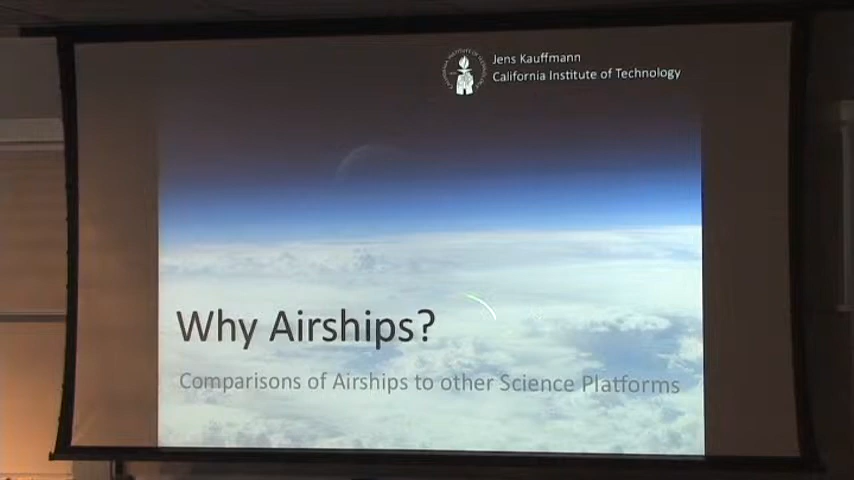 Jens Kauffmann
California Institute of Technology
Why Airships?
Comparisons of Airships to other Science Platforms